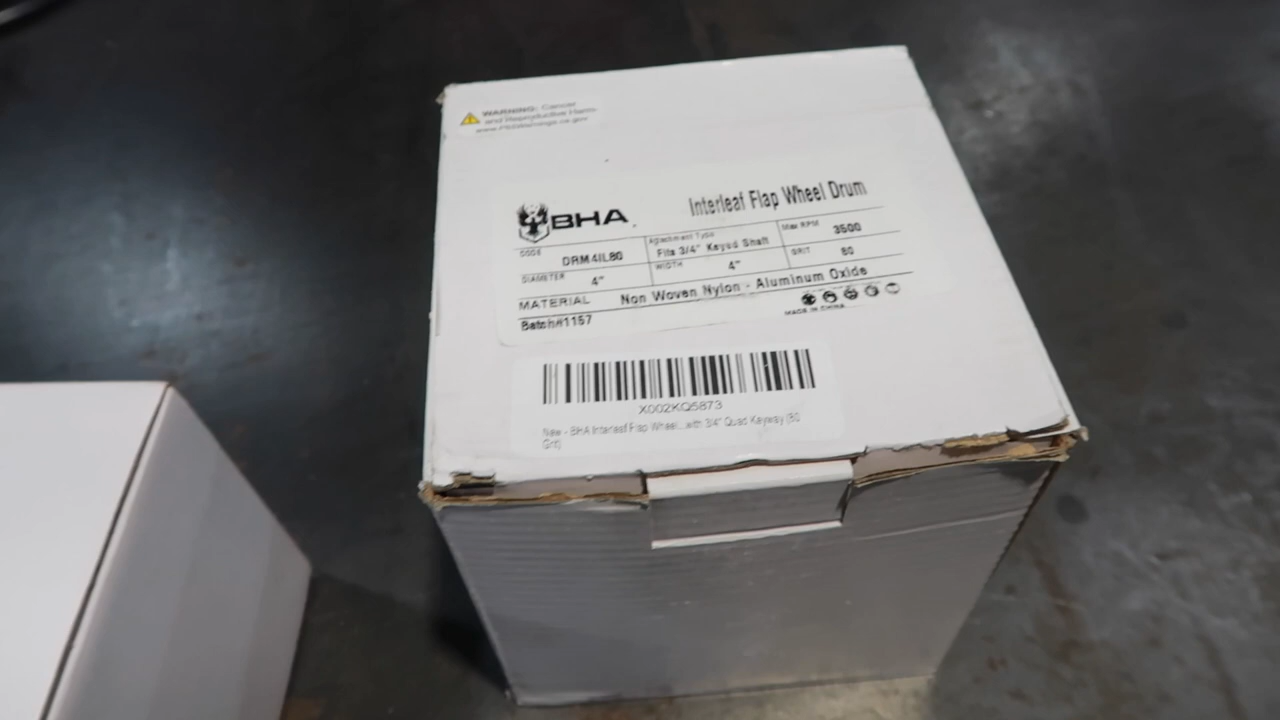 WARNING: Cancer
and Reproductive Harm
www.P65Warnings.ca.gov
BHA
Interleaf Flap Wheel Drum
CODE DRM4IL80
Attachment Type Fits 3/4" Keyed Shaft
Max RPM 3500
DIAMETER 4"
WIDTH 4"
GRIT 80
MATERIAL Non Woven Nylon - Aluminum Oxide
Batch#1157
MADE IN CHINA
X002KQ5873
New - BHA Interleaf Flap Wheel...with 3/4" Quad Keyway (80
Grit)